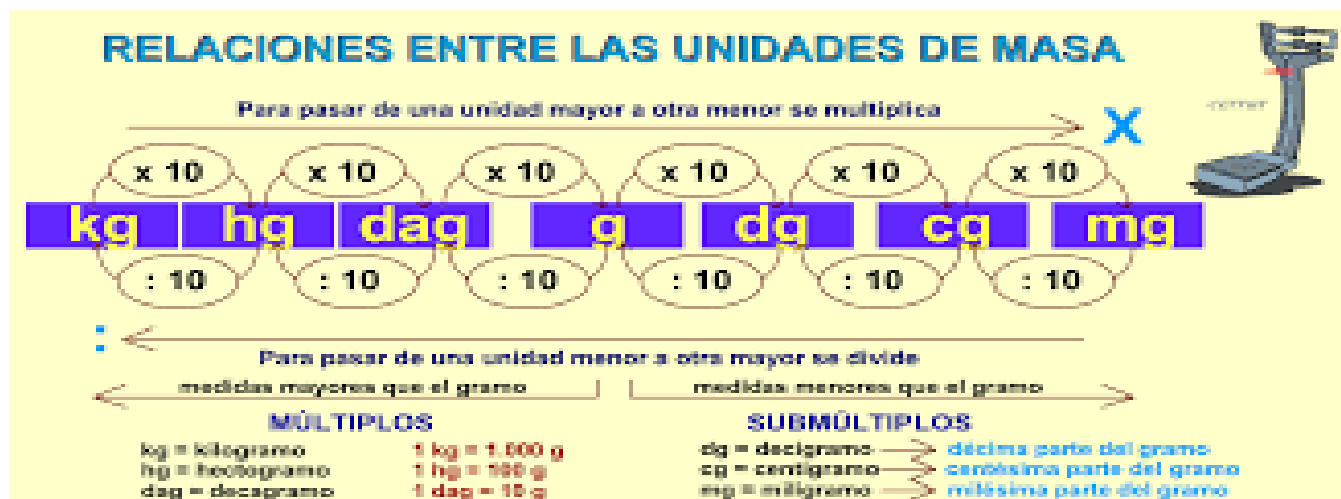 RELACIONES ENTRE LAS UNIDADES DE MASA
Para pasar de una unidad mayor a otra menor se multiplica
X
x 10 x 10 x 10 x 10 x 10 x 10
kg hg dag g dg cg mg
: 10 : 10 : 10 : 10 : 10 : 10
:
Para pasar de una unidad menor a otra mayor se divide
medidas mayores que el gramo medidas menores que el gramo
MÚLTIPLOS SUBMÚLTIPLOS
kg = kilogramo 1 kg = 1.000 g dg = decigramo décima parte del gramo
hg = hectogramo 1 hg = 100 g cg = centigramo centésima parte del gramo
dag = decagramo 1 dag = 10 g mg = miligramo milésima parte del gramo